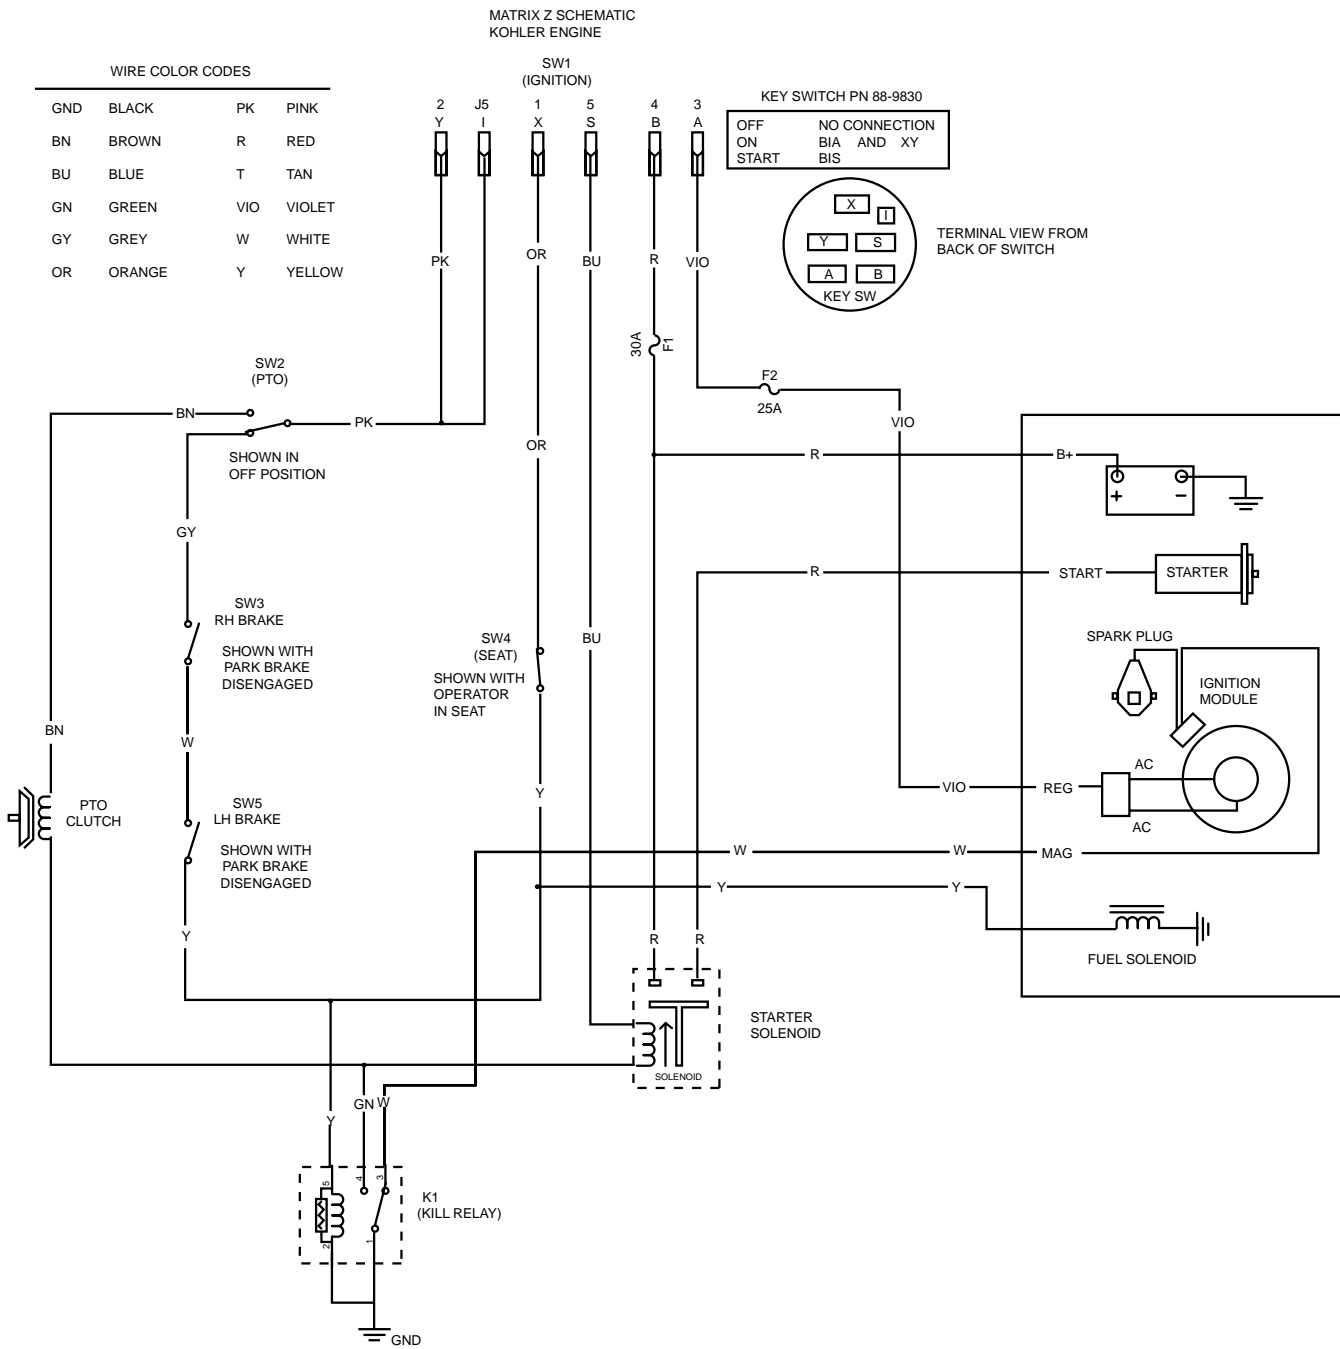 MATRIX Z SCHEMATIC
KOHLER ENGINE
WIRE COLOR CODES
GND BLACK PK PINK
BN BROWN R RED
BU BLUE T TAN
GN GREEN VIO VIOLET
GY GREY W WHITE
OR ORANGE Y YELLOW
SW1
(IGNITION)
2 J5 1 5 4 3
Y I X S B A
KEY SWITCH PN 88-9830
OFF NO CONNECTION
ON BIA AND XY
START BIS
X
I
Y S
A B
KEY SW
TERMINAL VIEW FROM
BACK OF SWITCH
PK
OR
BU
R
VIO
30A
F1
F2
25A
VIO
SW2
(PTO)
BN
PK
SHOWN IN
OFF POSITION
OR
R
B+
+ −
GY
R
START
STARTER
SW3
RH BRAKE
SHOWN WITH
PARK BRAKE
DISENGAGED
SW4
(SEAT)
SHOWN WITH
OPERATOR
IN SEAT
BU
SPARK PLUG
IGNITION
MODULE
BN
W
AC
VIO
REG
AC
Y
PTO
CLUTCH
SW5
LH BRAKE
SHOWN WITH
PARK BRAKE
DISENGAGED
W
W
MAG
Y
Y
Y
R
R
FUEL SOLENOID
STARTER
SOLENOID
SOLENOID
GN
W
Y
5
4
3
2
1
K1
(KILL RELAY)
GND